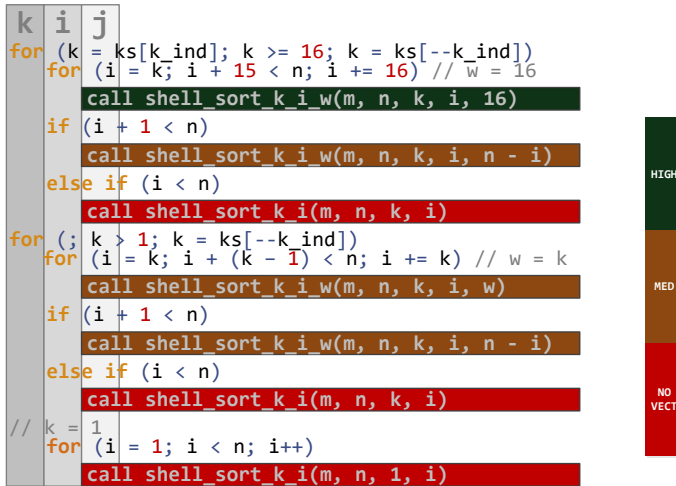 k i j
for (k = ks[k_ind]; k >= 16; k = ks[--k_ind])
for (i = k; i + 15 < n; i += 16) // w = 16
call shell_sort_k_i_w(m, n, k, i, 16)
if (i + 1 < n)
call shell_sort_k_i_w(m, n, k, i, n - i)
else if (i < n)
call shell_sort_k_i(m, n, k, i)
for (; k > 1; k = ks[--k_ind])
for (i = k; i + (k - 1) < n; i += k) // w = k
call shell_sort_k_i_w(m, n, k, i, w)
if (i + 1 < n)
call shell_sort_k_i_w(m, n, k, i, n - i)
else if (i < n)
call shell_sort_k_i(m, n, k, i)
// k = 1
for (i = 1; i < n; i++)
call shell_sort_k_i(m, n, 1, i)
HIGH
MED
NO
VECT